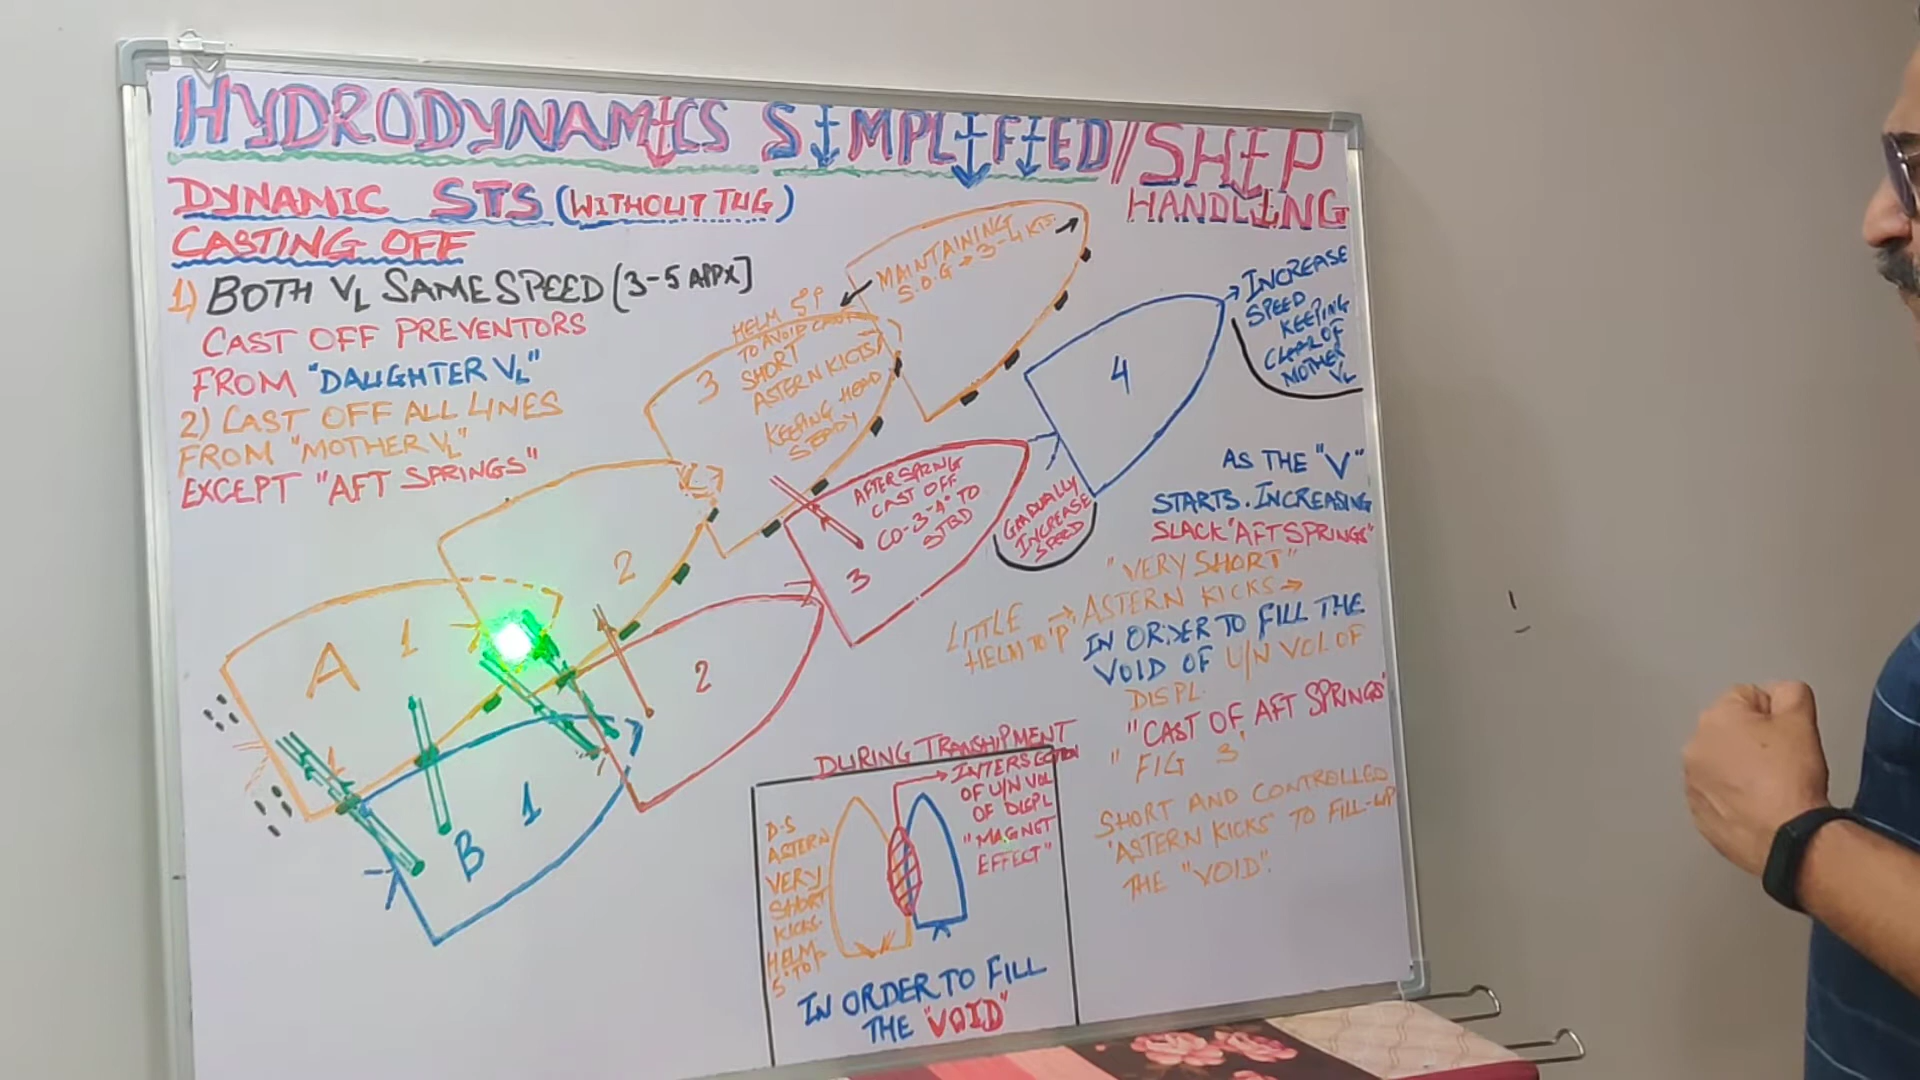 HYDRODYNAMICS SIMPLIFIED/SHIP
HANDLING
DYNAMIC STS (WITHOUT TUG)
CASTING OFF
1) BOTH VL SAME SPEED (3-5 APPX]
CAST OFF PREVENTORS
FROM "DAUGHTER VL"
2) CAST OFF ALL LINES
FROM "MOTHER VL"
EXCEPT "AFT SPRINGS"
A 1
B 1
2
2
3
HELM 5° P
TO AVOID
SHORT
ASTERN KICKS
KEEPING HEAD
STEADY
MAINTAINING
S.O.G → 3-4 KTS
AFTER SPRING
CAST OFF
CO-3-4° TO
STBD
3
GRADUALLY
INCREASE
SPEED
4
INCREASE
SPEED
KEEPING
CLEAR OF
MOTHER
VL
AS THE "V"
STARTS. INCREASING
SLACK "AFT SPRINGS"
"VERY SHORT"
LITTLE → ASTERN KICKS →
HELM TO 'P' IN ORDER TO FILL THE
VOID OF U/N VOL OF
DISPL.
"CAST OF AFT SPRINGS"
"FIG 3"
SHORT AND CONTROLLED
"ASTERN KICKS" TO FILL-UP
THE "VOID".
DURING TRANSHIPMENT
INTERSECTION
OF U/N VOL
OF DISPL
"MAGNET
EFFECT"
D-S
ASTERN
VERY
SHORT
KICKS.
HELM
5° TO P
IN ORDER TO FILL
THE "VOID"